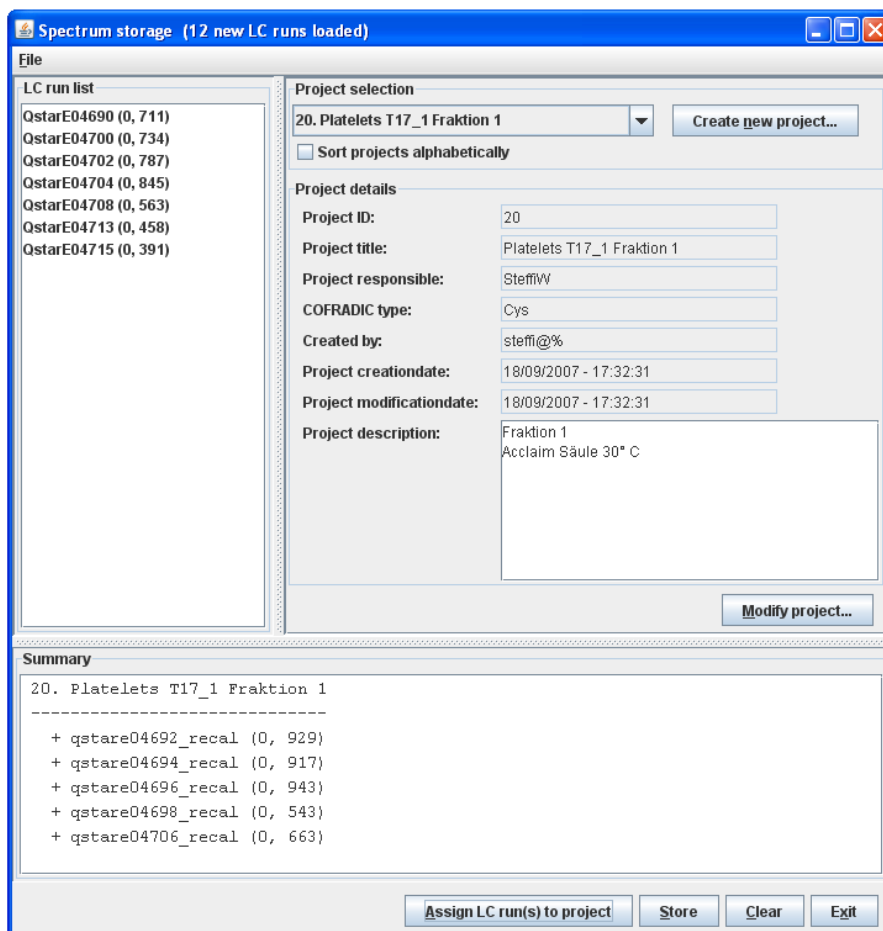 Spectrum storage (12 new LC runs loaded)
File
LC run list
QstarE04690 (0, 711)
QstarE04700 (0, 734)
QstarE04702 (0, 787)
QstarE04704 (0, 845)
QstarE04708 (0, 563)
QstarE04713 (0, 458)
QstarE04715 (0, 391)
Project selection
20. Platelets T17_1 Fraktion 1
Create new project...
Sort projects alphabetically
Project details
Project ID: 20
Project title: Platelets T17_1 Fraktion 1
Project responsible: SteffiW
COFRADIC type: Cys
Created by: steffi@%
Project creationdate: 18/09/2007 - 17:32:31
Project modificationdate: 18/09/2007 - 17:32:31
Project description: Fraktion 1
Acclaim Säule 30° C
Modify project...
Summary
20. Platelets T17_1 Fraktion 1
------------------------------
+ qstare04692_recal (0, 929)
+ qstare04694_recal (0, 917)
+ qstare04696_recal (0, 943)
+ qstare04698_recal (0, 543)
+ qstare04706_recal (0, 663)
Assign LC run(s) to project Store Clear Exit